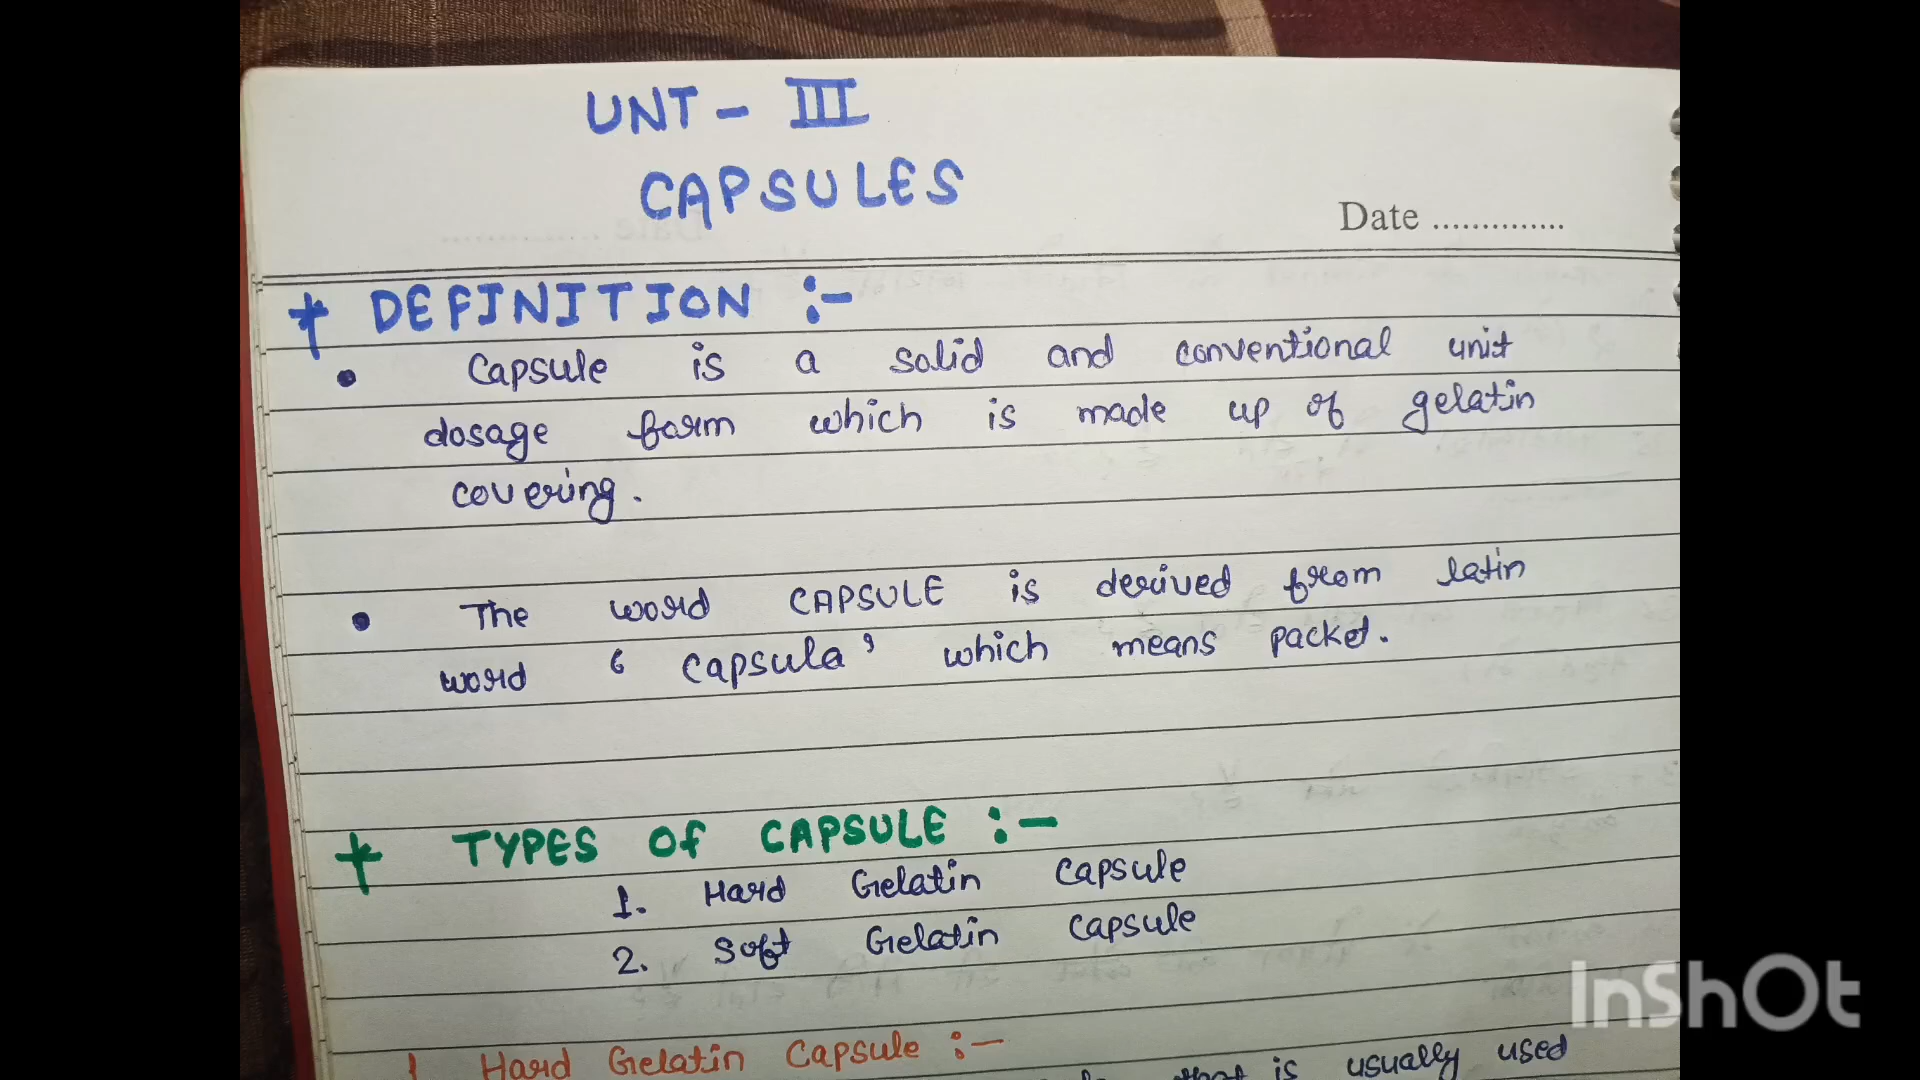 UNT - III
CAPSULES
Date ..............
DEFINITION :-
• Capsule is a solid and conventional unit
dosage form which is made up of gelatin
covering.
• The word CAPSULE is derived from latin
word ‘ capsula ’ which means packet.
TYPES Of CAPSULE :-
1. Hard Gelatin Capsule
2. Soft Gelatin Capsule
1 Hard Gelatin Capsule :-
that is usually used
InShOt